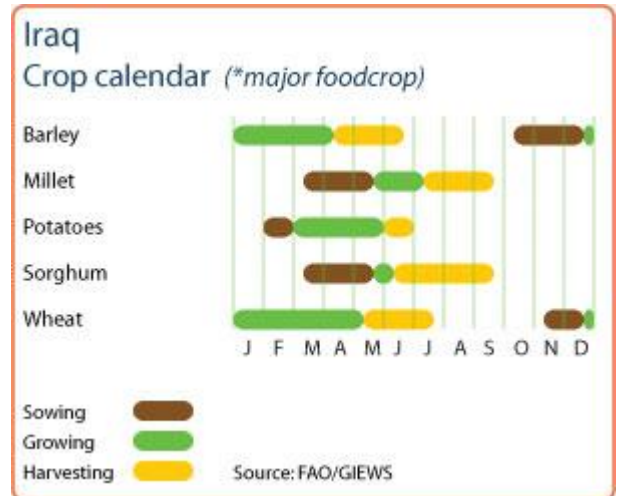 Iraq
Crop calendar (*major foodcrop)
Barley
Millet
Potatoes
Sorghum
Wheat
J F M A M J J A S O N D
Sowing
Growing
Harvesting
Source: FAO/GIEWS